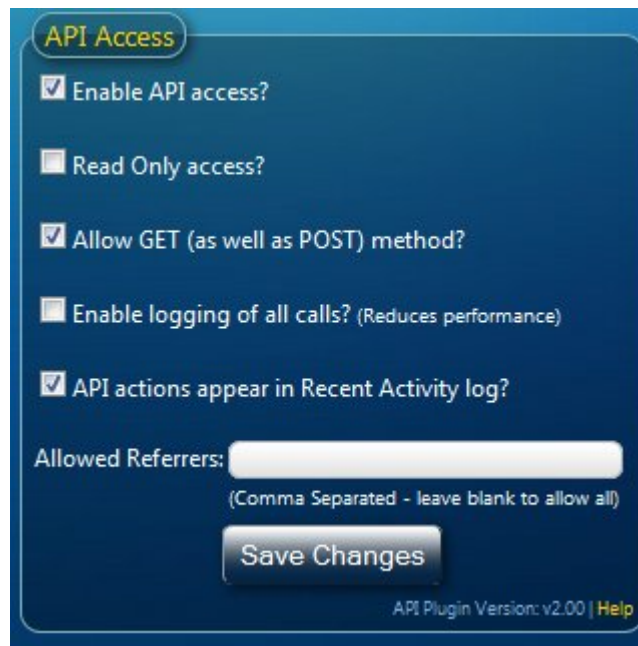 API Access
Enable API access?
Read Only access?
Allow GET (as well as POST) method?
Enable logging of all calls? (Reduces performance)
API actions appear in Recent Activity log?
Allowed Referrers:
(Comma Separated - leave blank to allow all)
Save Changes
API Plugin Version: v2.00 | Help